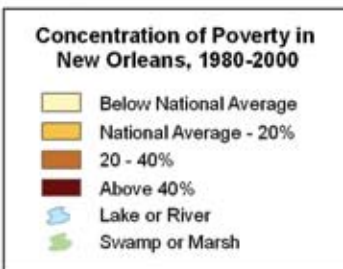 Concentration of Poverty in
New Orleans, 1980-2000
Below National Average
National Average - 20%
20 - 40%
Above 40%
Lake or River
Swamp or Marsh